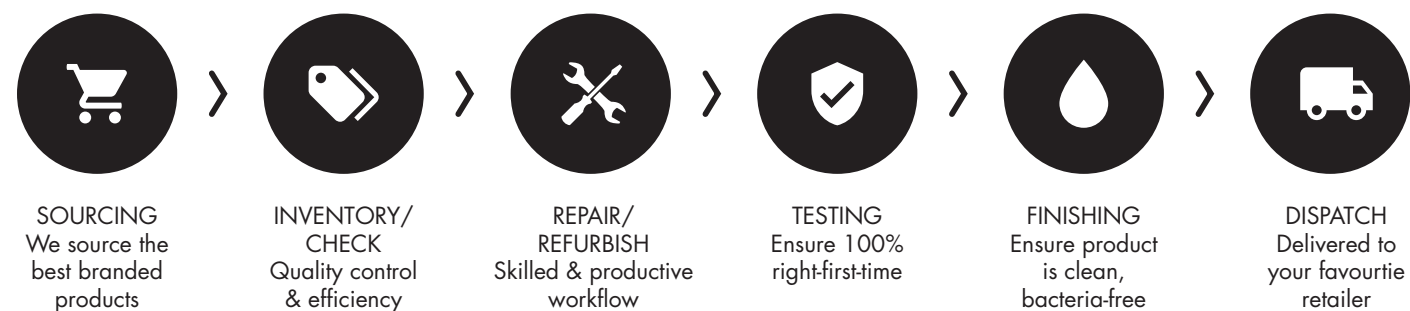 SOURCING
We source the
best branded
products
INVENTORY/
CHECK
Quality control
& efficiency
REPAIR/
REFURBISH
Skilled & productive
workflow
TESTING
Ensure 100%
right-first-time
FINISHING
Ensure product
is clean,
bacteria-free
DISPATCH
Delivered to
your favourtie
retailer